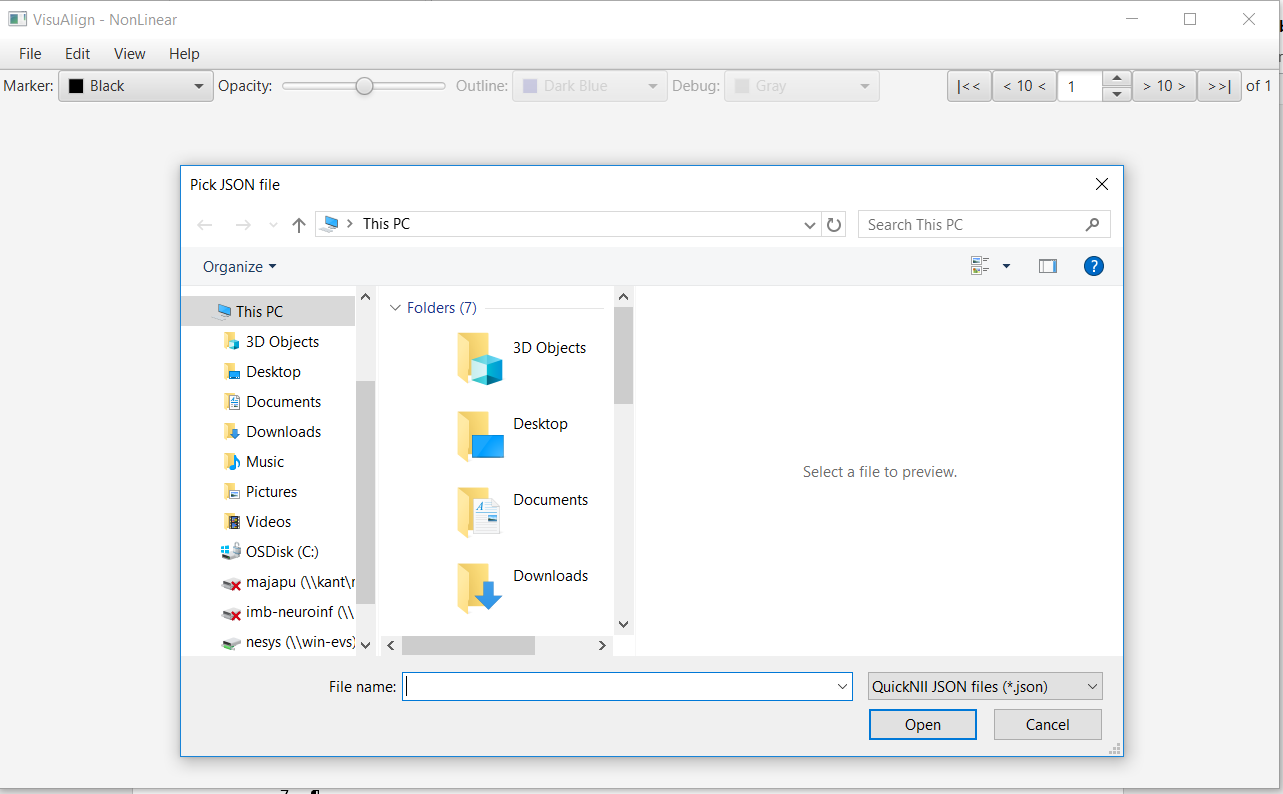 VisuAlign - NonLinear
File Edit View Help
Marker: Black Opacity: Outline: Dark Blue Debug: Gray |<< < 10 < 1 > 10 > >>| of 1
Pick JSON file
This PC Search This PC
Organize ?
This PC
3D Objects
Desktop
Documents
Downloads
Music
Pictures
Videos
OSDisk (C:)
majapu (\\kant\r
imb-neuroinf (\\
nesys (\\win-evs)
Folders (7)
3D Objects
Desktop
Documents
Downloads
Select a file to preview.
File name: QuickNII JSON files (*.json)
Open Cancel